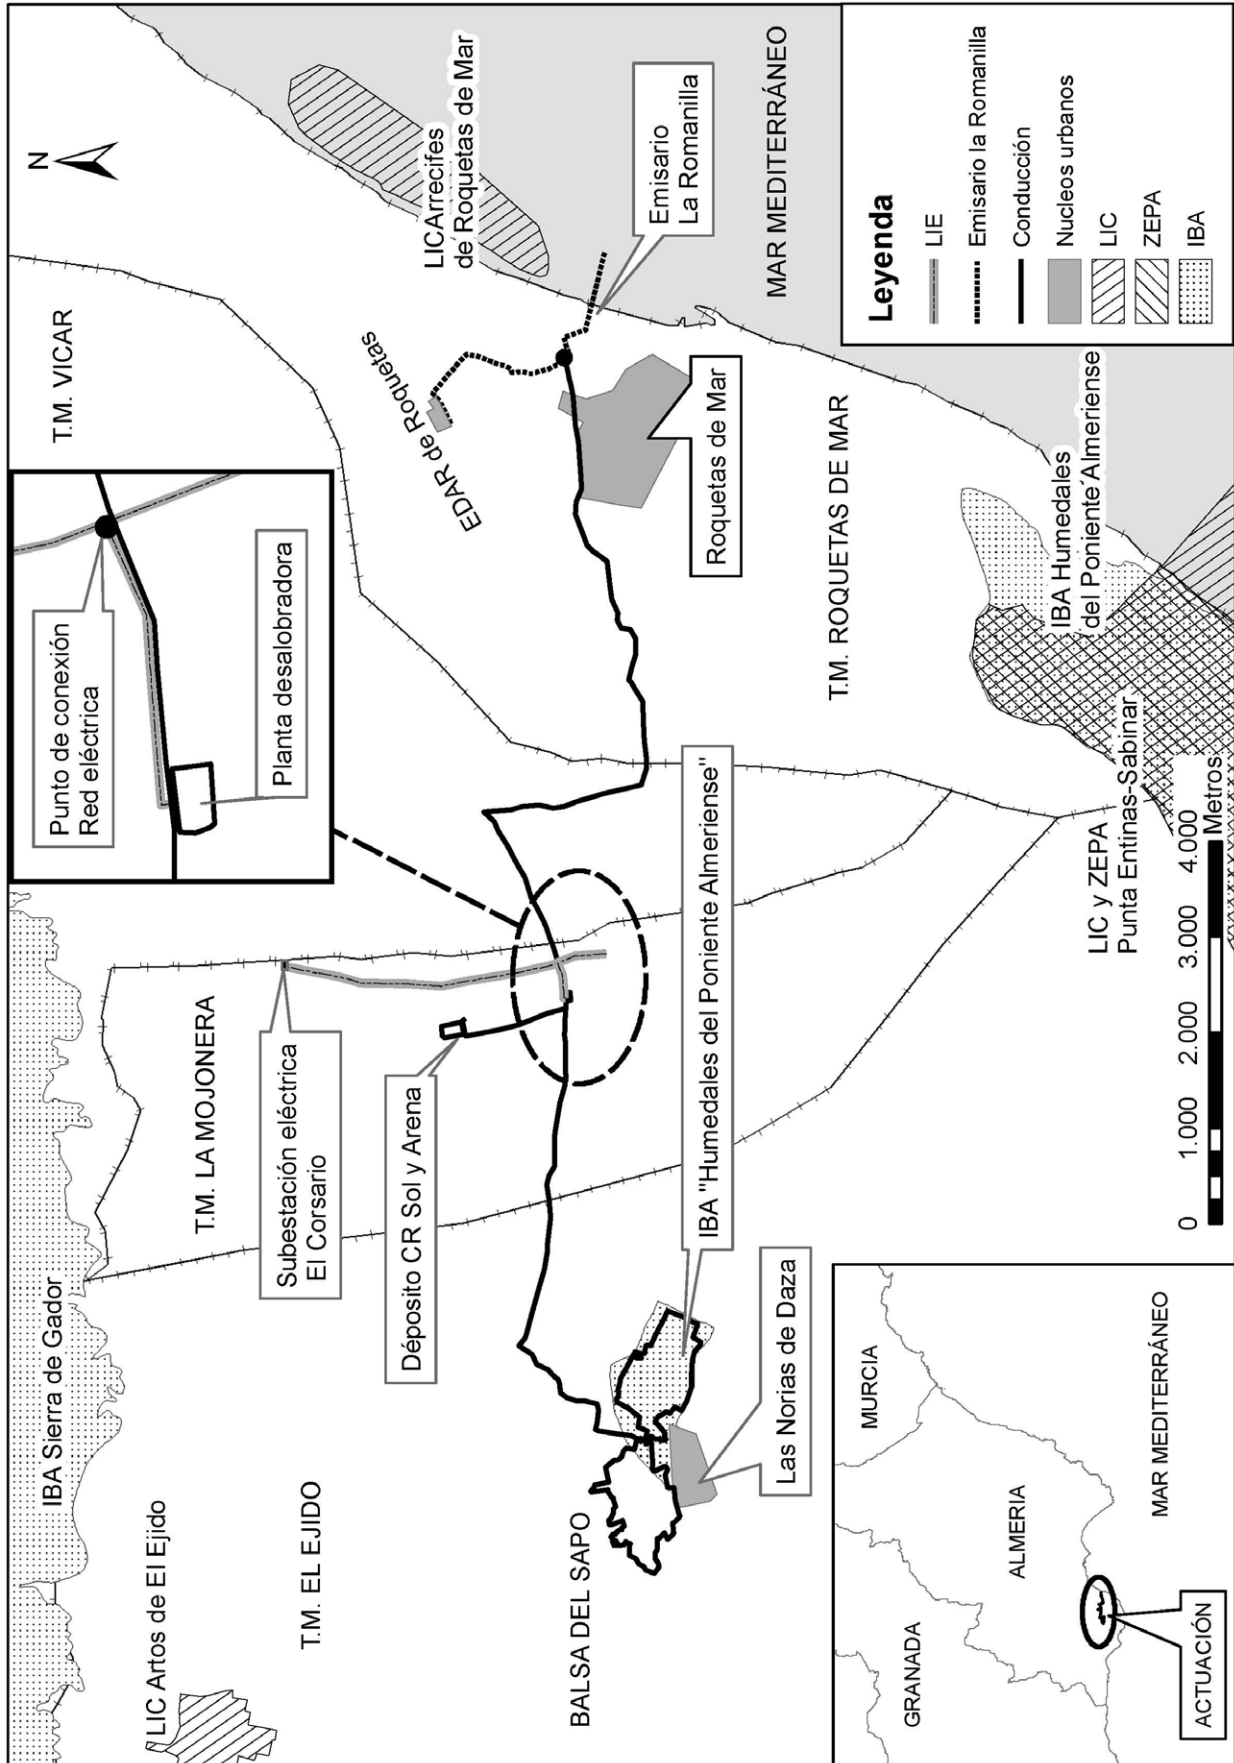 IBA Sierra de Gador
LIC Artos de El Ejido
T.M. EL EJIDO
T.M. LA MOJONERA
T.M. VICAR
N
Punto de conexión
Red eléctrica
Planta desalobradora
Subestación eléctrica
El Corsario
Déposito CR Sol y Arena
EDAR de Roquetas
LICArrecifes
de Roquetas de Mar
Emisario
La Romanilla
MAR MEDITERRÁNEO
BALSA DEL SAPO
Las Norias de Daza
IBA "Humedales del Poniente Almeriense"
Roquetas de Mar
T.M. ROQUETAS DE MAR
IBA Humedales
del Poniente Almeriense
LIC y ZEPA
Punta Entinas-Sabinar
GRANADA
MURCIA
ALMERIA
MAR MEDITERRÁNEO
ACTUACIÓN
0 1.000 2.000 3.000 4.000
Metros
Leyenda
LIE
Emisario la Romanilla
Conducción
Nucleos urbanos
LIC
ZEPA
IBA